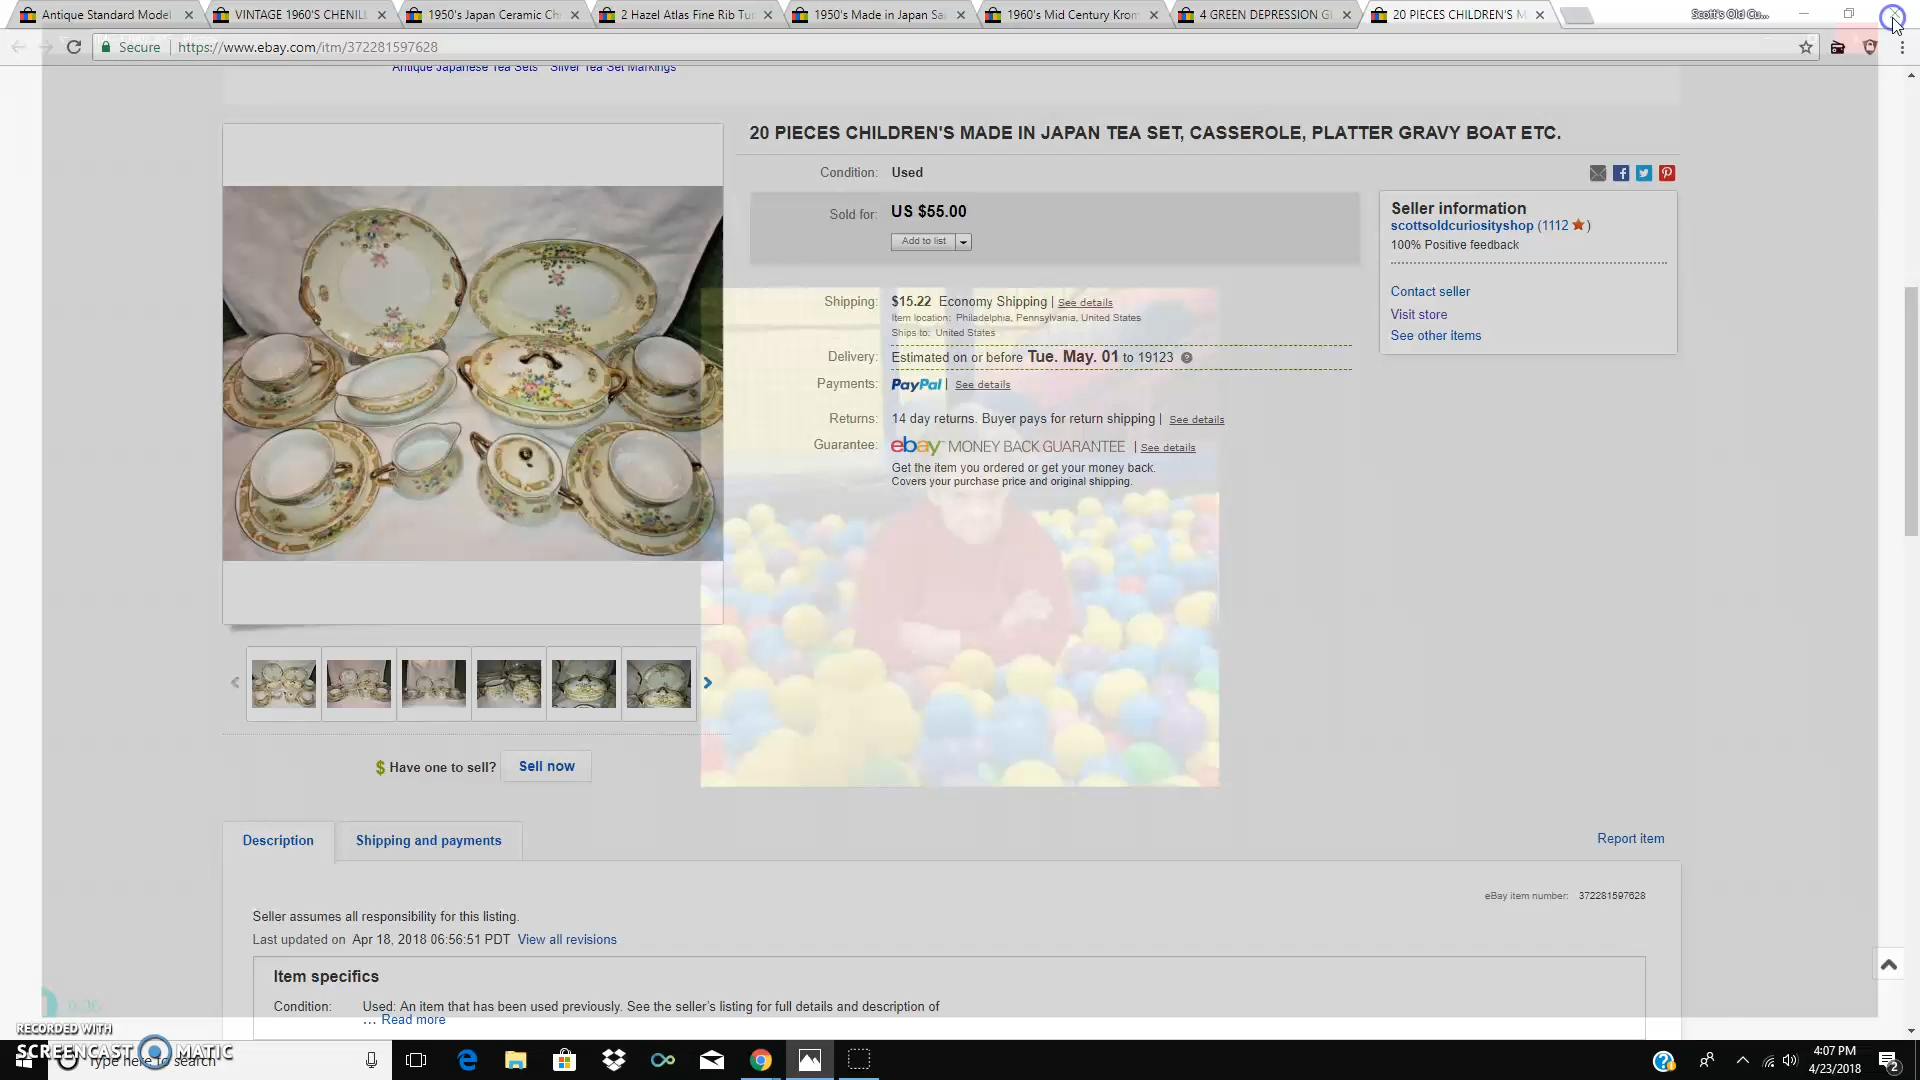 Antique Standard Model
VINTAGE 1960'S CHENILL
1950's Japan Ceramic Ch
2 Hazel Atlas Fine Rib Tu
1950's Made in Japan Sa
1960's Mid Century Krom
4 GREEN DEPRESSION G
20 PIECES CHILDREN'S M
Scott's Old Cu...
Secure
https://www.ebay.com/itm/372281597628
Antique Japanese Tea Sets
Silver Tea Set Markings
20 PIECES CHILDREN'S MADE IN JAPAN TEA SET, CASSEROLE, PLATTER GRAVY BOAT ETC.
Condition: Used
Sold for: US $55.00
Add to list
Seller information
scottsoldcuriosityshop (1112 )
100% Positive feedback
Contact seller
Visit store
See other items
Shipping: $15.22 Economy Shipping | See details
Item location: Philadelphia, Pennsylvania, United States
Ships to: United States
Delivery: Estimated on or before Tue. May. 01 to 19123
Payments: PayPal | See details
Returns: 14 day returns. Buyer pays for return shipping | See details
Guarantee: ebay MONEY BACK GUARANTEE | See details
Get the item you ordered or get your money back.
Covers your purchase price and original shipping.
$ Have one to sell? Sell now
Description
Shipping and payments
Report item
eBay item number: 372281597628
Seller assumes all responsibility for this listing.
Last updated on Apr 18, 2018 06:56:51 PDT View all revisions
Item specifics
Condition: Used: An item that has been used previously. See the seller's listing for full details and description of
... Read more
RECORDED WITH
SCREENCAST MATIC
Type here to search
4:07 PM
4/23/2018
2